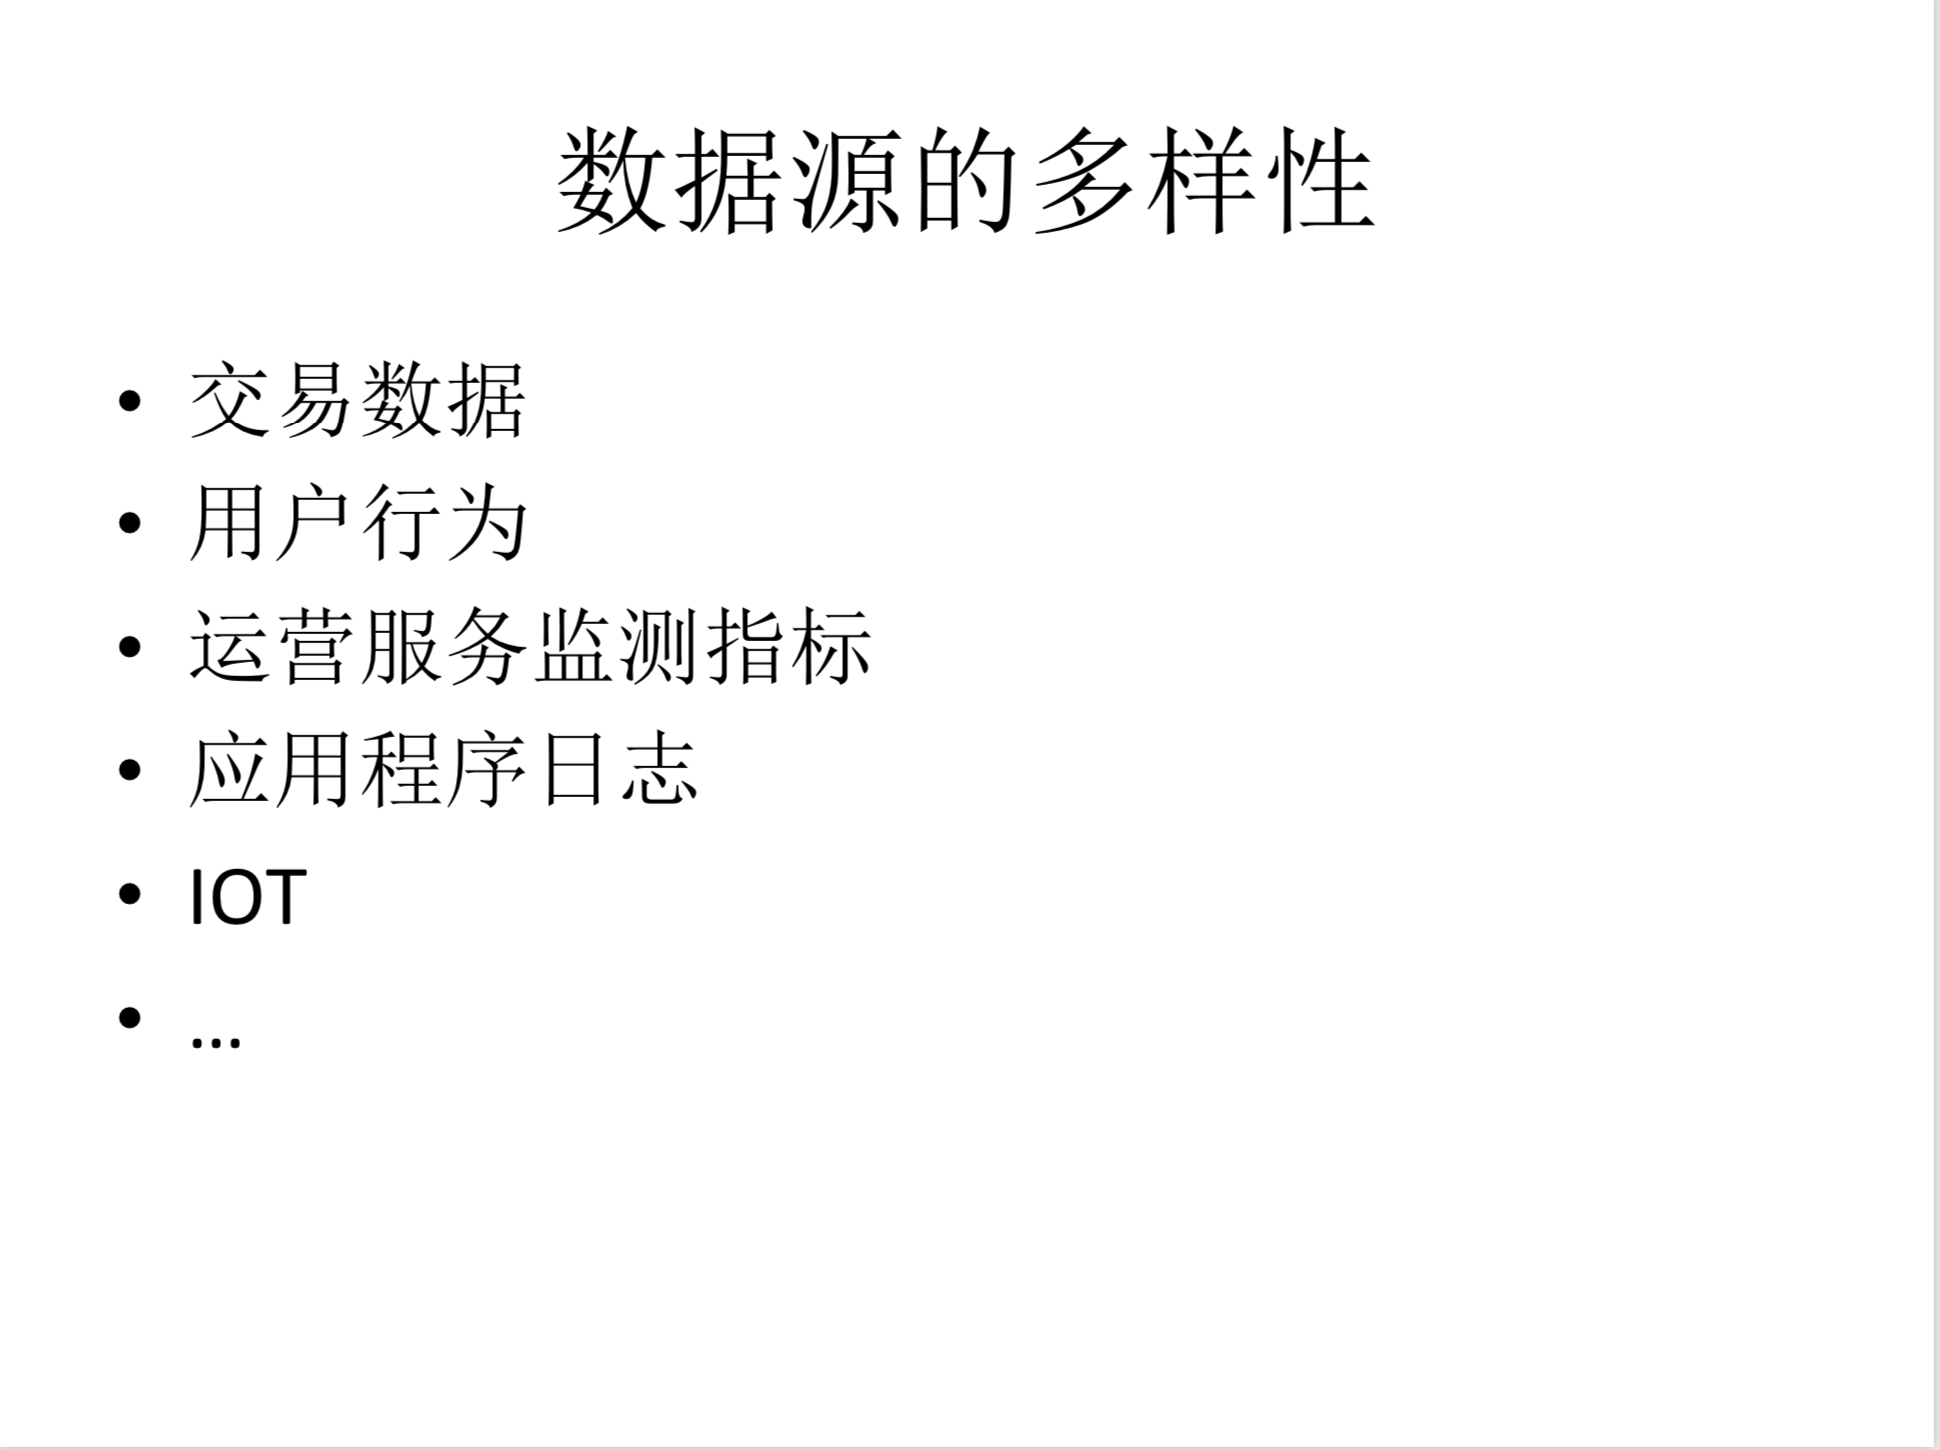 数据源的多样性
• 交易数据
• 用户行为
• 运营服务监测指标
• 应用程序日志
• IOT
• …